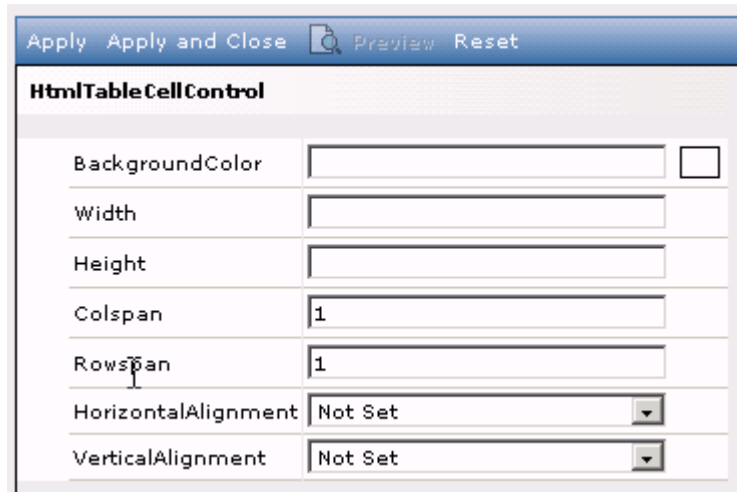 Apply Apply and Close Preview Reset
HtmlTableCellControl
BackgroundColor
Width
Height
Colspan 1
Rowspan 1
HorizontalAlignment Not Set
VerticalAlignment Not Set